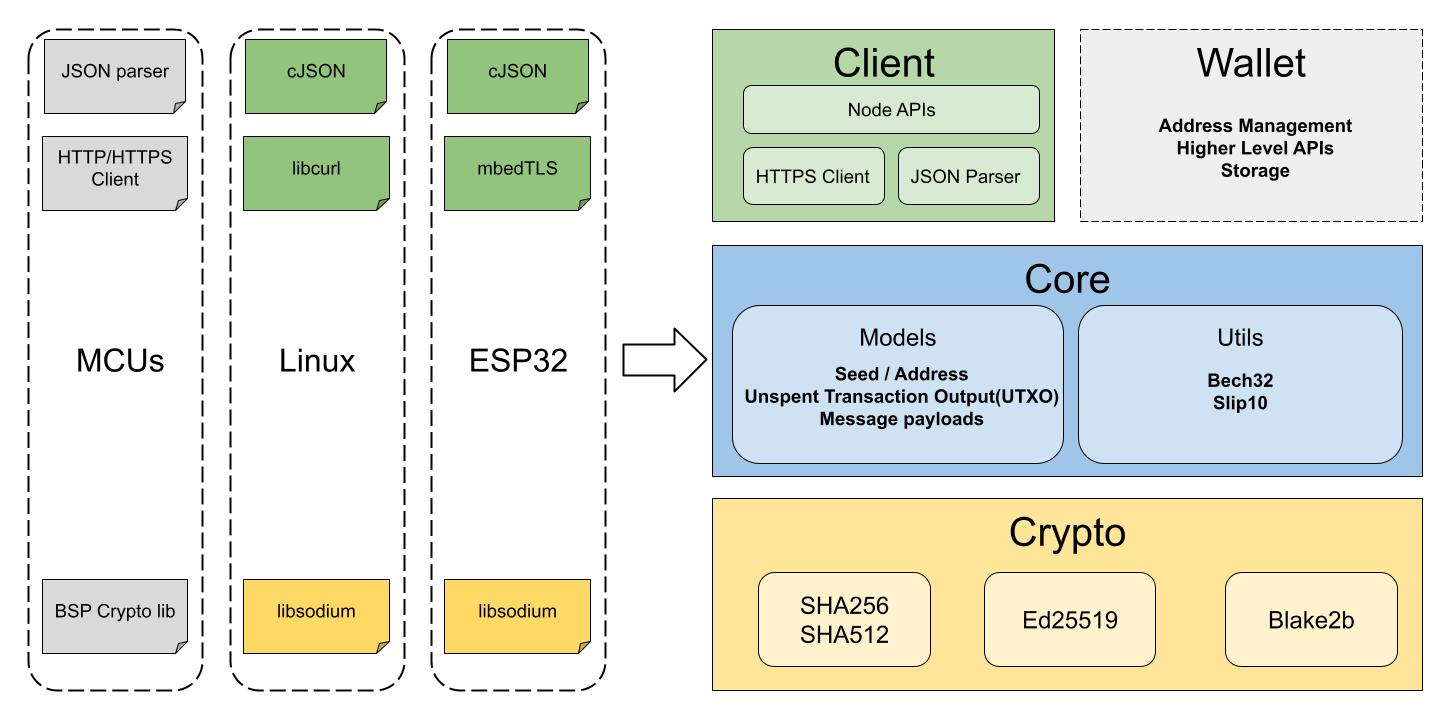 JSON parser
HTTP/HTTPS
Client
MCUs
BSP Crypto lib
cJSON
libcurl
Linux
libsodium
cJSON
mbedTLS
ESP32
libsodium
Client
Node APIs
HTTPS Client
JSON Parser
Wallet
Address Management
Higher Level APIs
Storage
Core
Models
Seed / Address
Unspent Transaction Output(UTXO)
Message payloads
Utils
Bech32
Slip10
Crypto
SHA256
SHA512
Ed25519
Blake2b